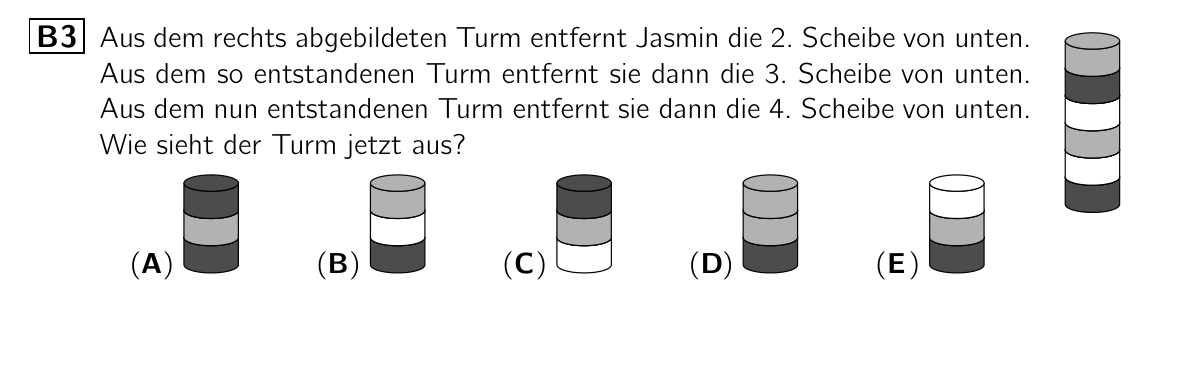 B3 Aus dem rechts abgebildeten Turm entfernt Jasmin die 2. Scheibe von unten.
Aus dem so entstandenen Turm entfernt sie dann die 3. Scheibe von unten.
Aus dem nun entstandenen Turm entfernt sie dann die 4. Scheibe von unten.
Wie sieht der Turm jetzt aus?
(A) (B) (C) (D) (E)